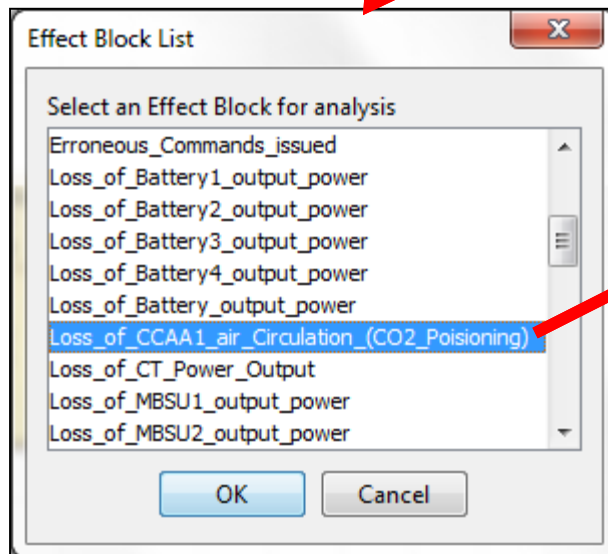 Effect Block List
Select an Effect Block for analysis
Erroneous_Commands_issued
Loss_of_Battery1_output_power
Loss_of_Battery2_output_power
Loss_of_Battery3_output_power
Loss_of_Battery4_output_power
Loss_of_Battery_output_power
Loss_of_CCAA1_air_Circulation_(CO2_Poisioning)
Loss_of_CT_Power_Output
Loss_of_MBSU1_output_power
Loss_of_MBSU2_output_power
OK Cancel